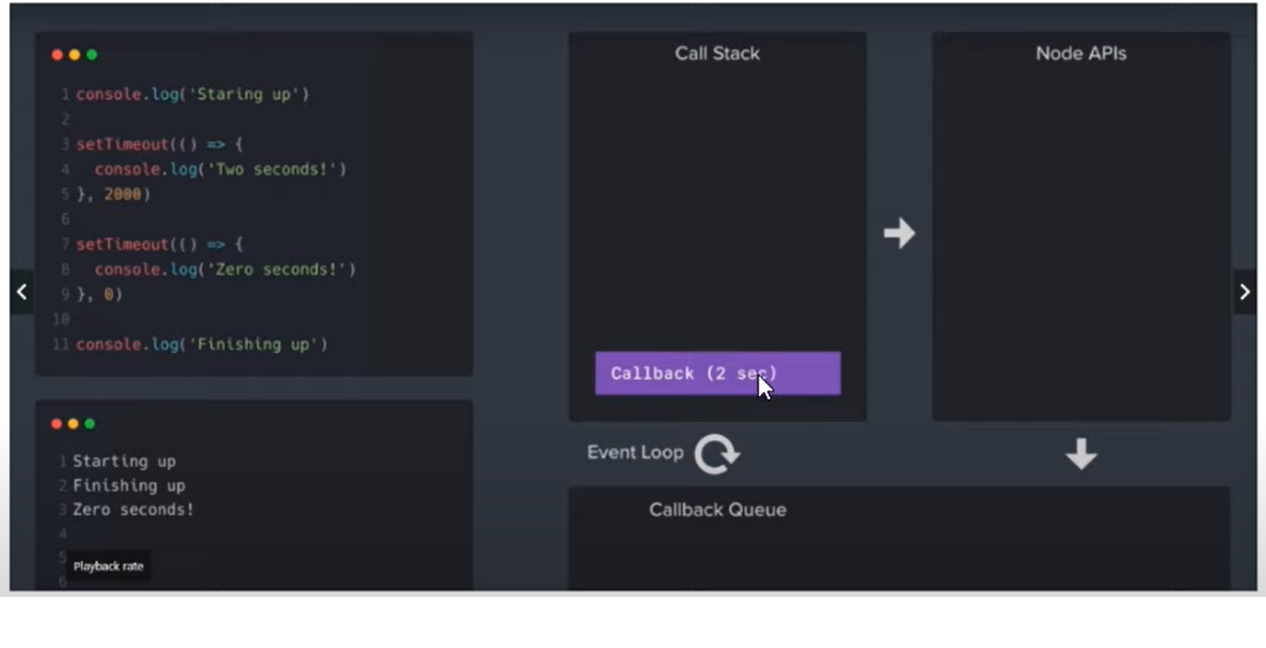 1 console.log('Staring up')
2
3 setTimeout(() => {
4 console.log('Two seconds!')
5 }, 2000)
6
7 setTimeout(() => {
8 console.log('Zero seconds!')
9 }, 0)
10
11 console.log('Finishing up')
1 Starting up
2 Finishing up
3 Zero seconds!
4
5
Playback rate
6
Call Stack
Callback (2 sec)
Node APIs
Event Loop
Callback Queue